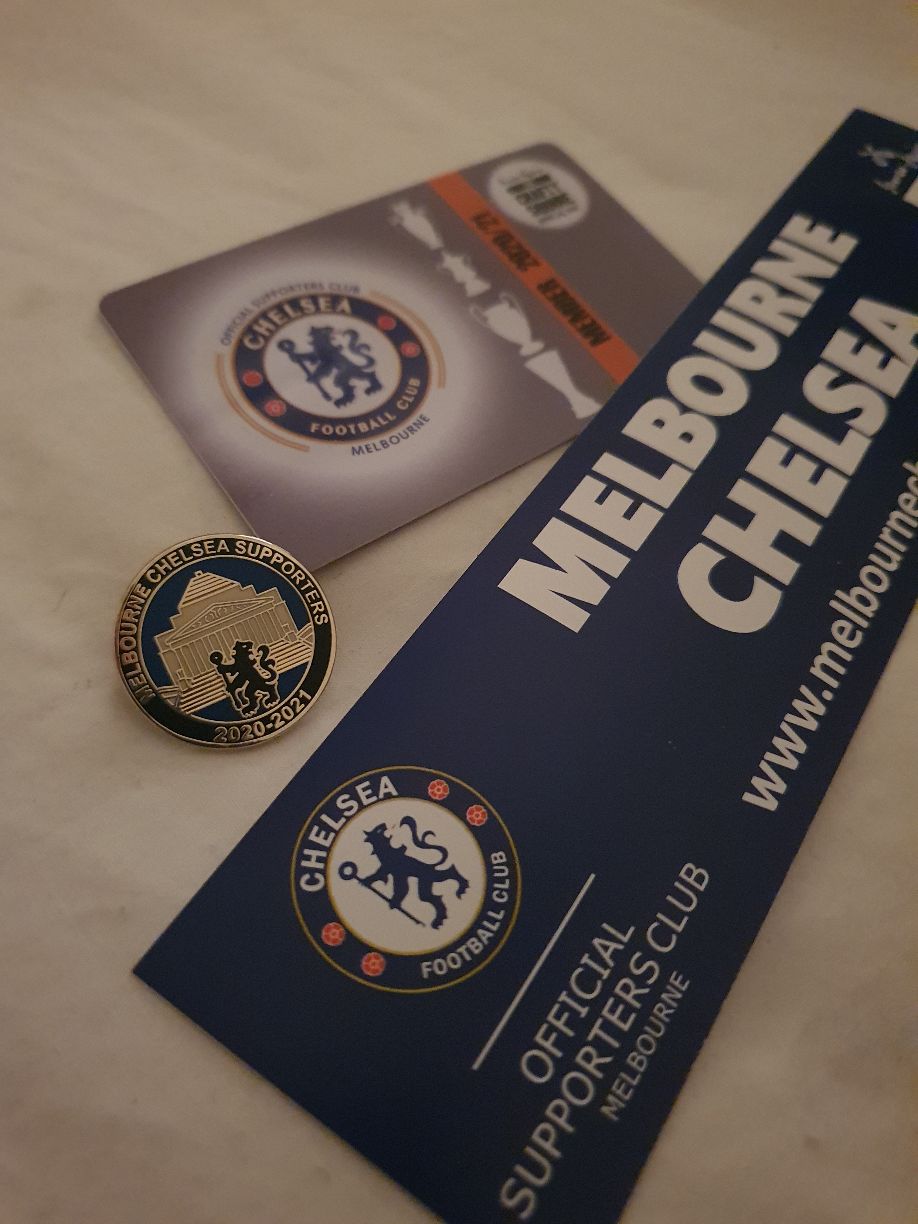 OFFICIAL SUPPORTERS CLUB
CHELSEA
FOOTBALL CLUB
MELBOURNE
MEMBER 2020/21
MELBOURNE CHELSEA SUPPORTERS
2020-2021
MELBOURNE
CHELSEA
www.melbournech
CHELSEA
FOOTBALL CLUB
OFFICIAL
SUPPORTERS CLUB
MELBOURNE